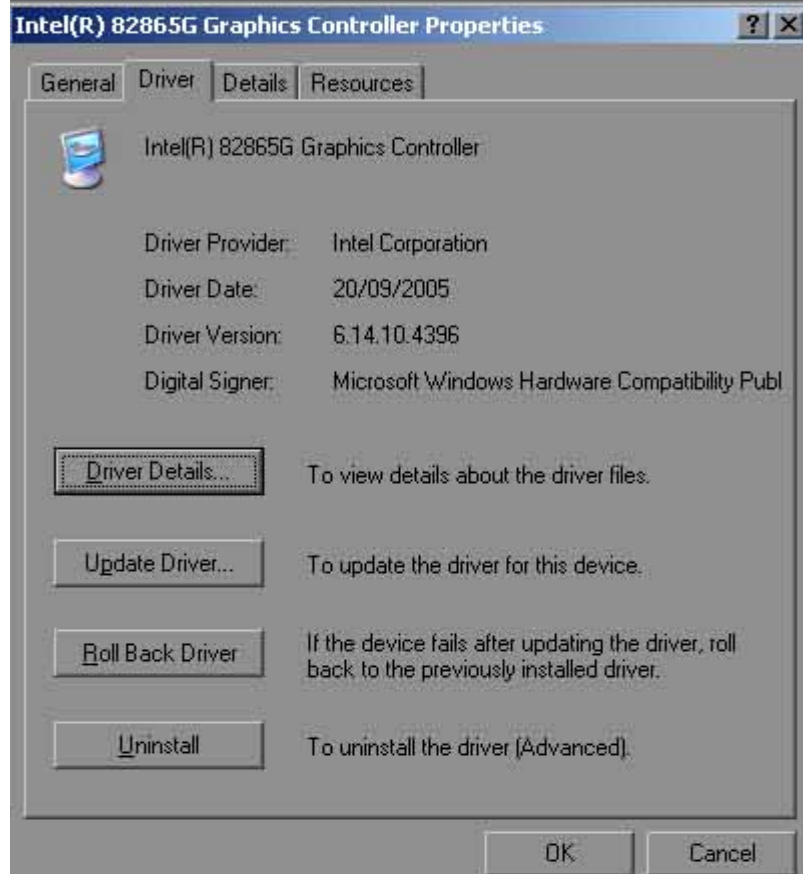 Intel(R) 82865G Graphics Controller Properties
General Driver Details Resources
Intel(R) 82865G Graphics Controller
Driver Provider: Intel Corporation
Driver Date: 20/09/2005
Driver Version: 6.14.10.4396
Digital Signer: Microsoft Windows Hardware Compatibility Publ
Driver Details... To view details about the driver files.
Update Driver... To update the driver for this device.
Roll Back Driver If the device fails after updating the driver, roll
back to the previously installed driver.
Uninstall To uninstall the driver (Advanced).
OK Cancel